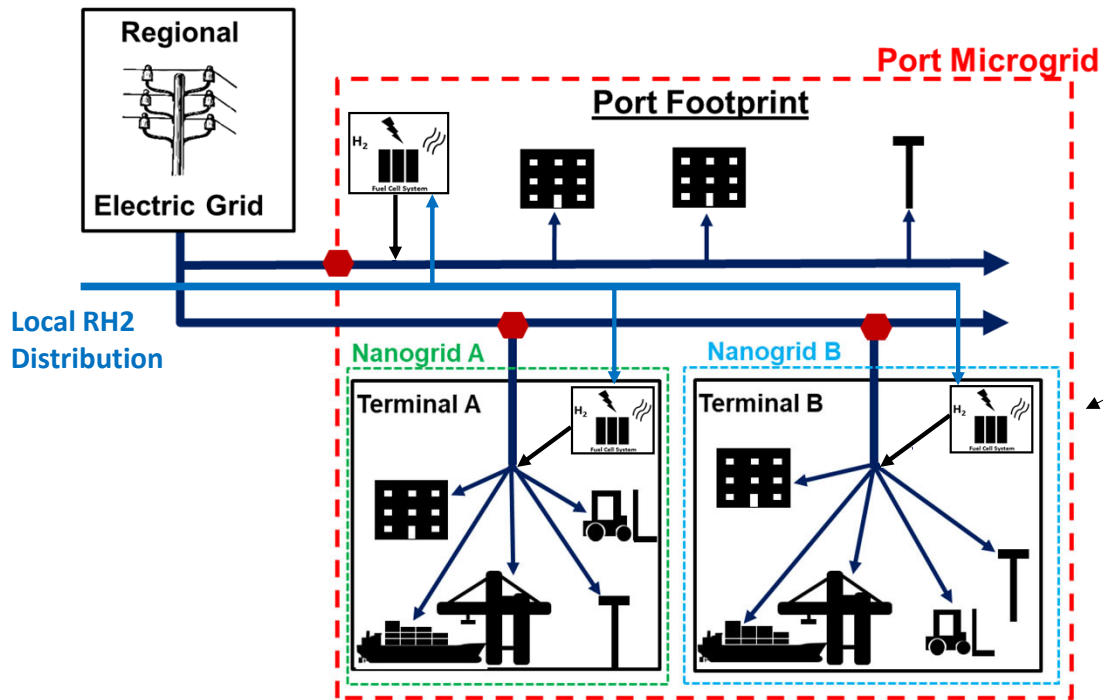 Regional
Electric Grid
Port Microgrid
Port Footprint
H2
Fuel Cell System
Local RH2
Distribution
Nanogrid A
Nanogrid B
Terminal A
H2
Fuel Cell System
Terminal B
H2
Fuel Cell System